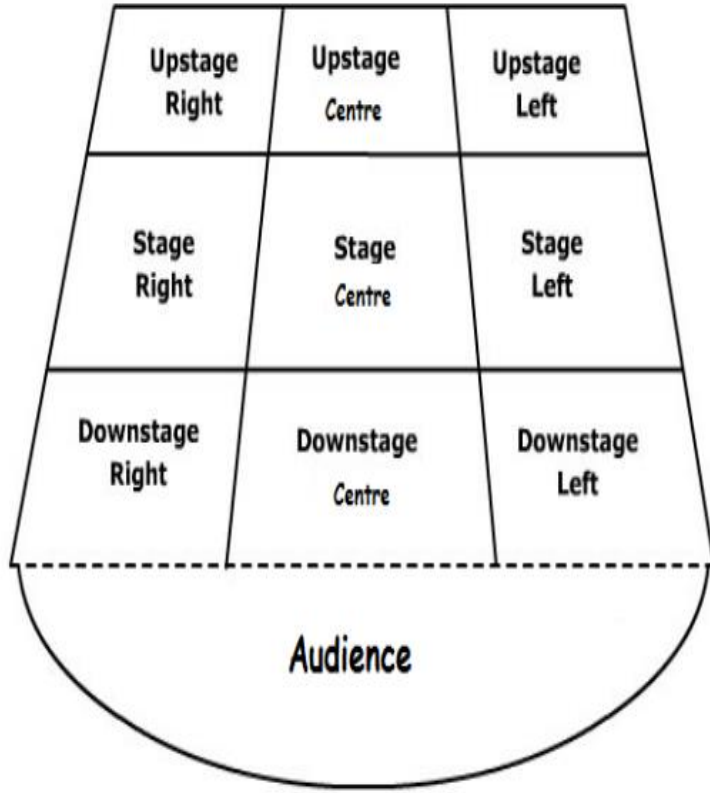 Upstage
Right
Upstage
Centre
Upstage
Left
Stage
Right
Stage
Centre
Stage
Left
Downstage
Right
Downstage
Centre
Downstage
Left
Audience